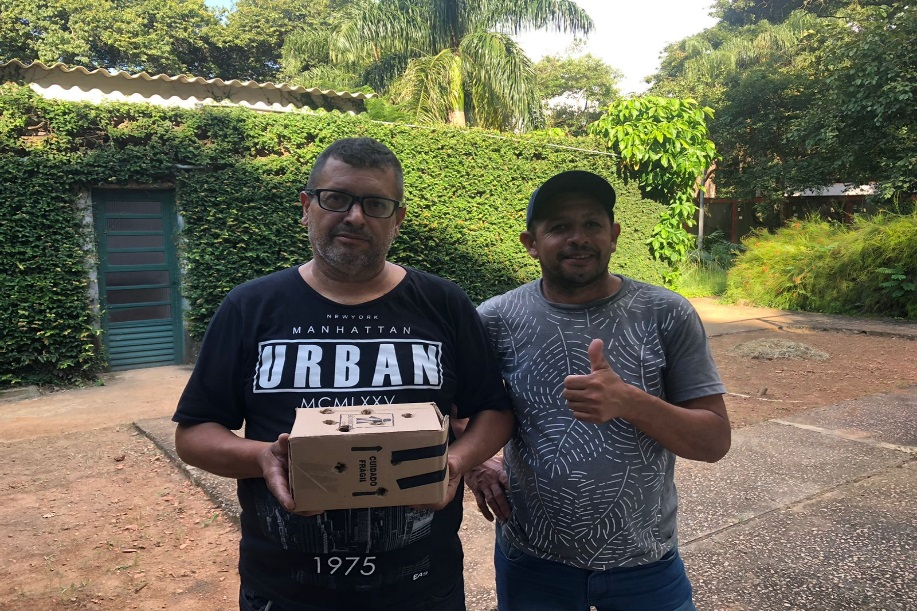 NEWYORK
MANHATTAN
URBAN
MCMLXXV
CUIDADO
FRÁGIL
1975